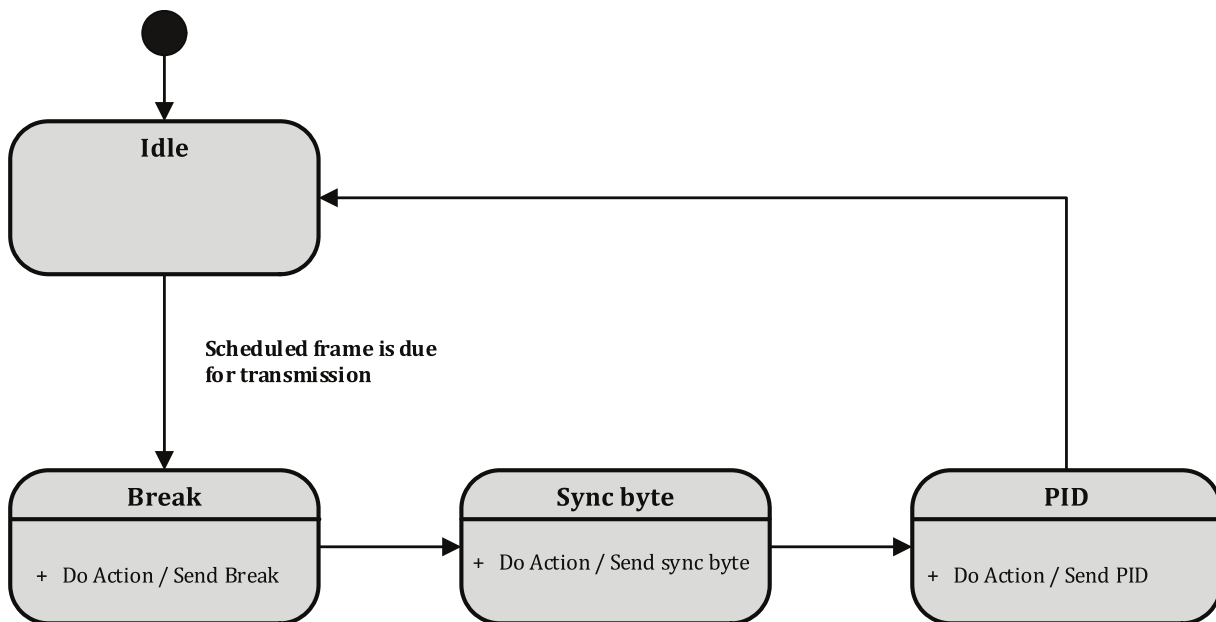 Idle
Scheduled frame is due
for transmission
Break
+ Do Action / Send Break
Sync byte
+ Do Action / Send sync byte
PID
+ Do Action / Send PID